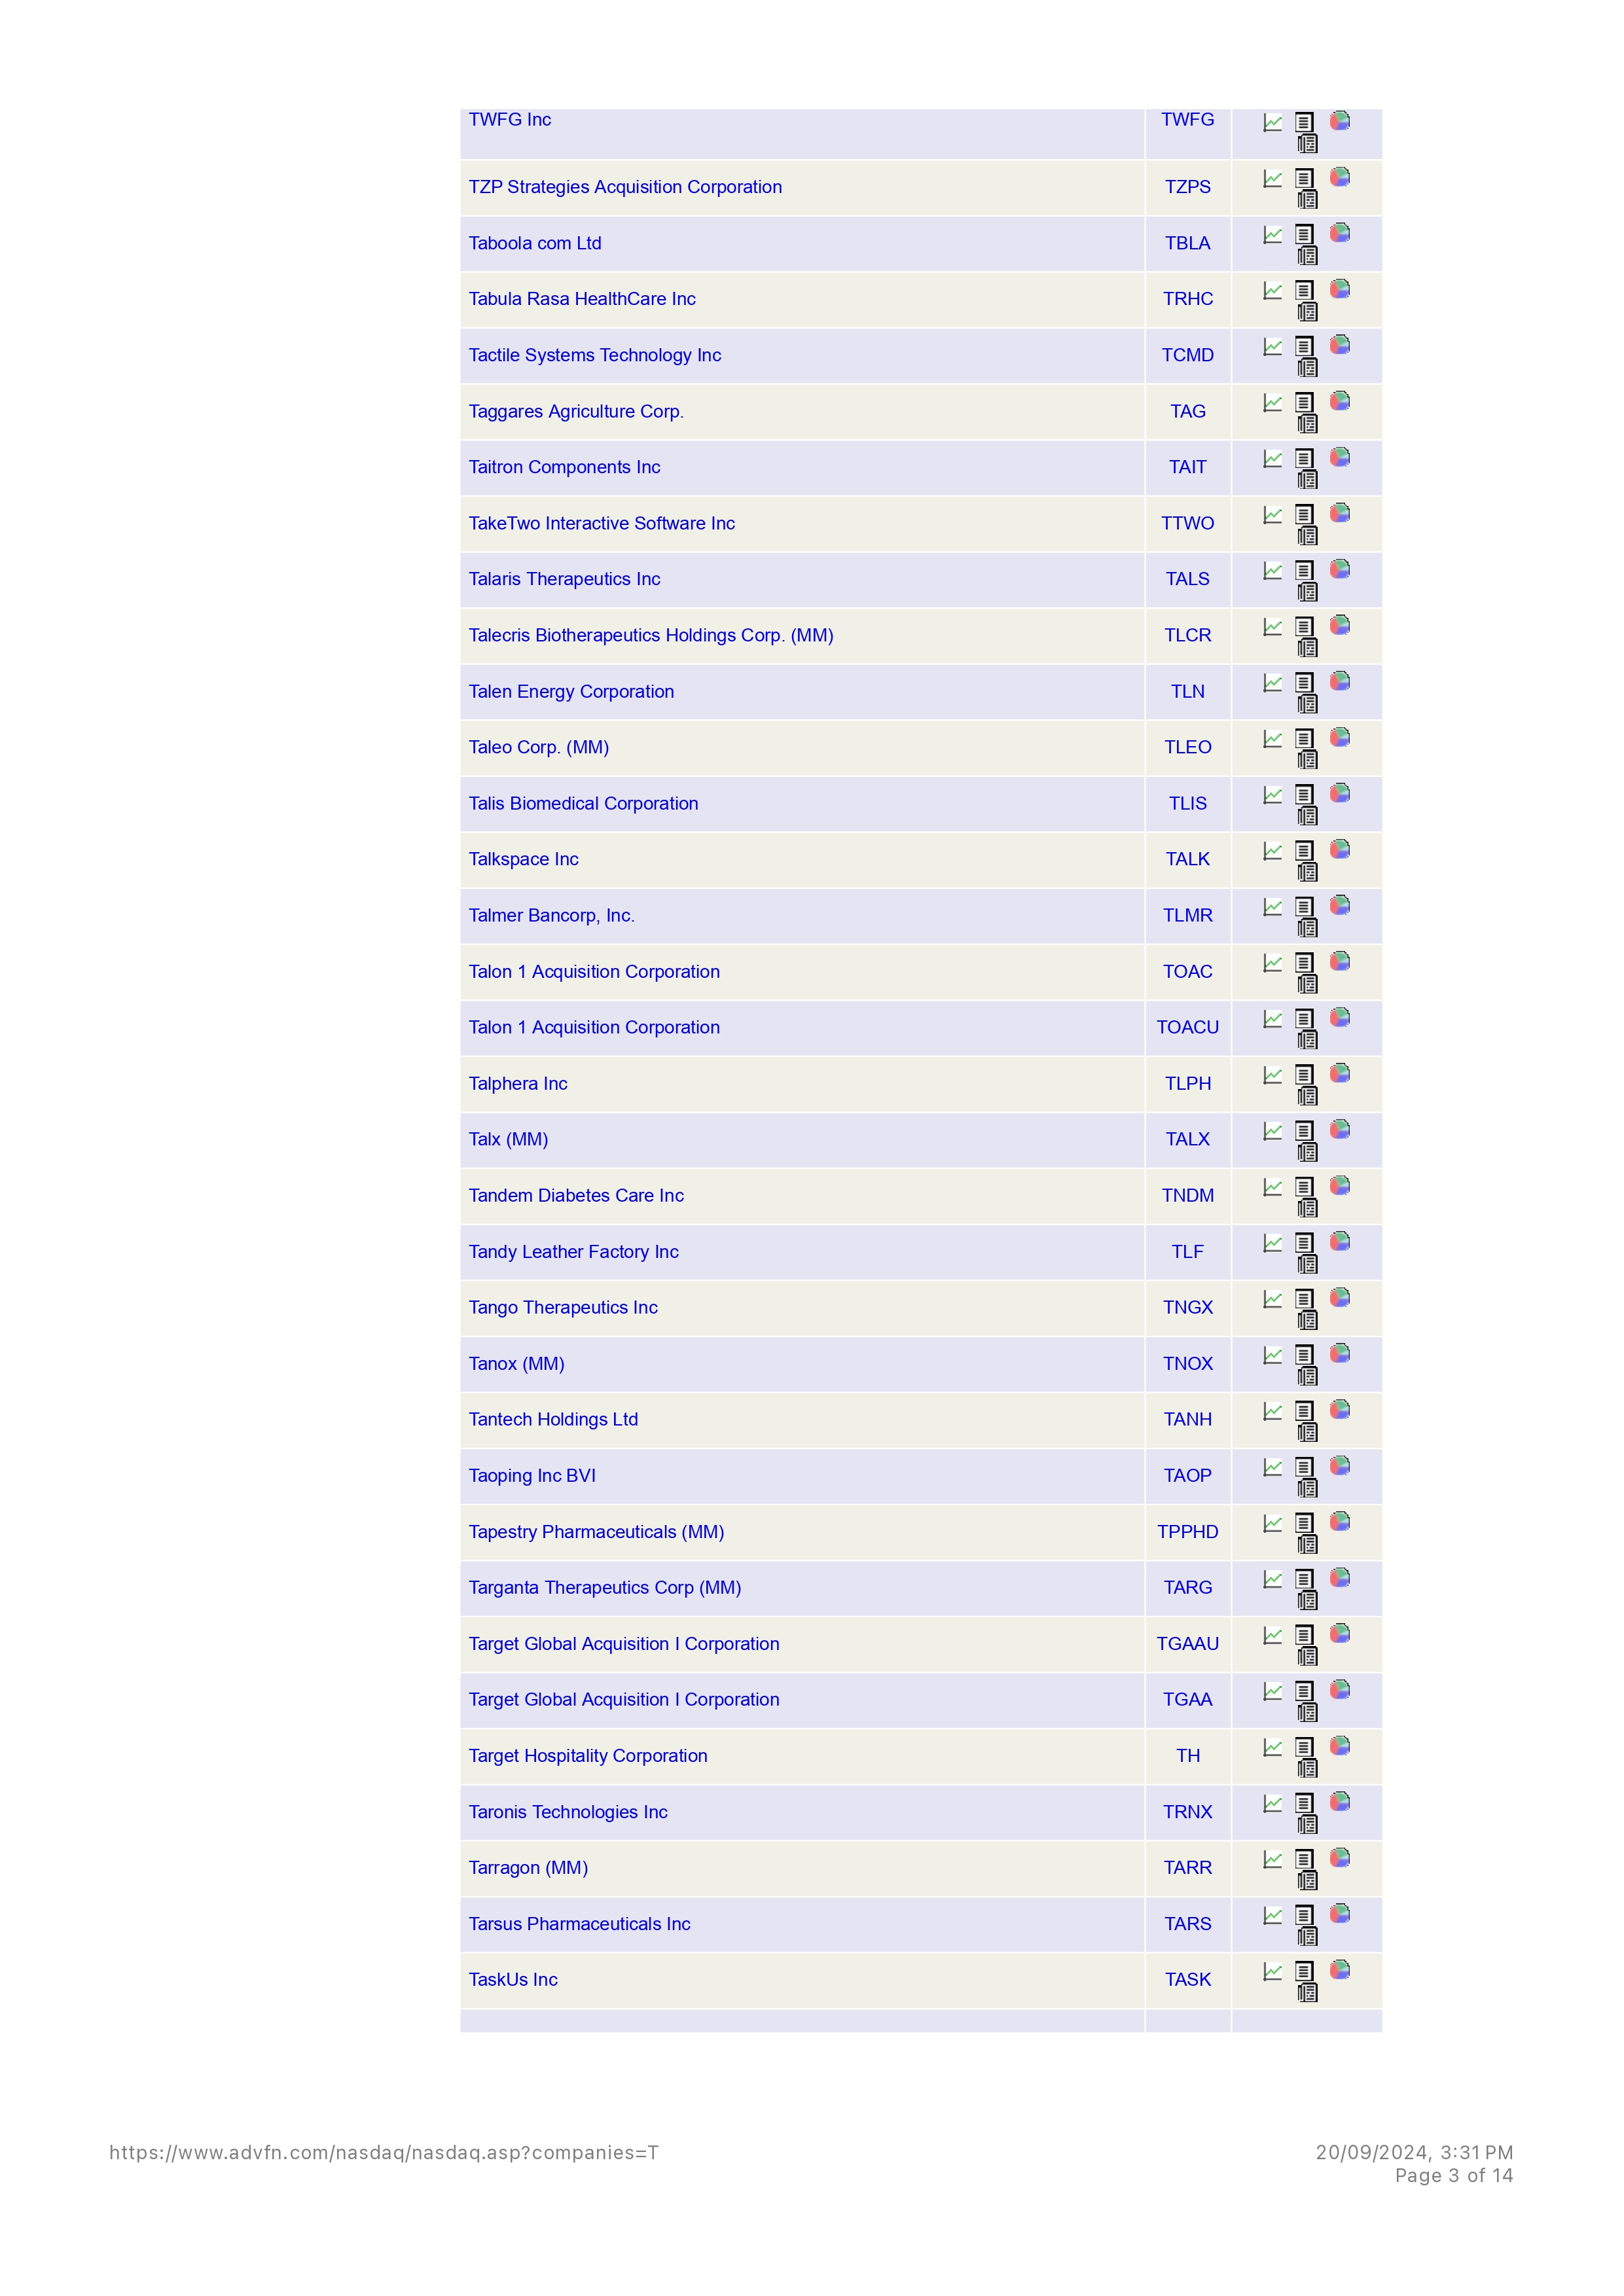 TWFG Inc TWFG
TZP Strategies Acquisition Corporation TZPS
Taboola com Ltd TBLA
Tabula Rasa HealthCare Inc TRHC
Tactile Systems Technology Inc TCMD
Taggares Agriculture Corp. TAG
Taitron Components Inc TAIT
TakeTwo Interactive Software Inc TTWO
Talaris Therapeutics Inc TALS
Talecris Biotherapeutics Holdings Corp. (MM) TLCR
Talen Energy Corporation TLN
Taleo Corp. (MM) TLEO
Talis Biomedical Corporation TLIS
Talkspace Inc TALK
Talmer Bancorp, Inc. TLMR
Talon 1 Acquisition Corporation TOAC
Talon 1 Acquisition Corporation TOACU
Talphera Inc TLPH
Talx (MM) TALX
Tandem Diabetes Care Inc TNDM
Tandy Leather Factory Inc TLF
Tango Therapeutics Inc TNGX
Tanox (MM) TNOX
Tantech Holdings Ltd TANH
Taoping Inc BVI TAOP
Tapestry Pharmaceuticals (MM) TPPHD
Targanta Therapeutics Corp (MM) TARG
Target Global Acquisition I Corporation TGAAU
Target Global Acquisition I Corporation TGAA
Target Hospitality Corporation TH
Taronis Technologies Inc TRNX
Tarragon (MM) TARR
Tarsus Pharmaceuticals Inc TARS
TaskUs Inc TASK
https://www.advfn.com/nasdaq/nasdaq.asp?companies=T 20/09/2024, 3:31 PM
Page 3 of 14